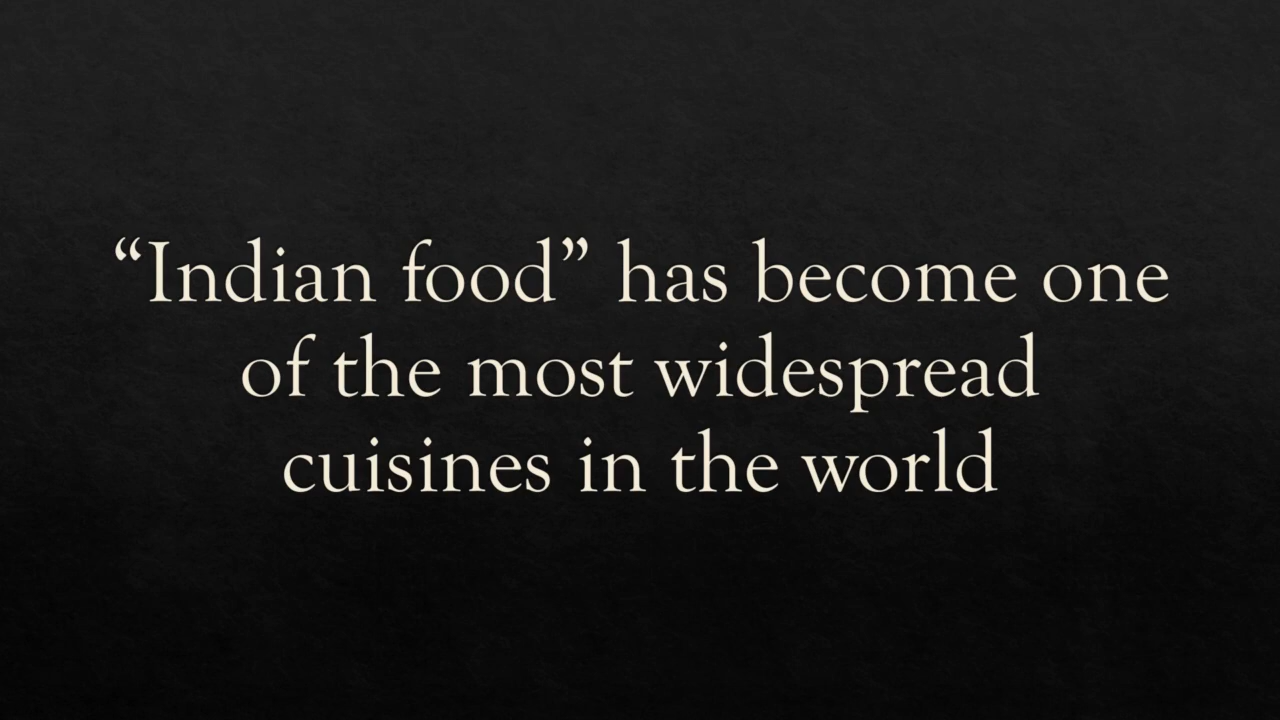 “Indian food” has become one
of the most widespread
cuisines in the world